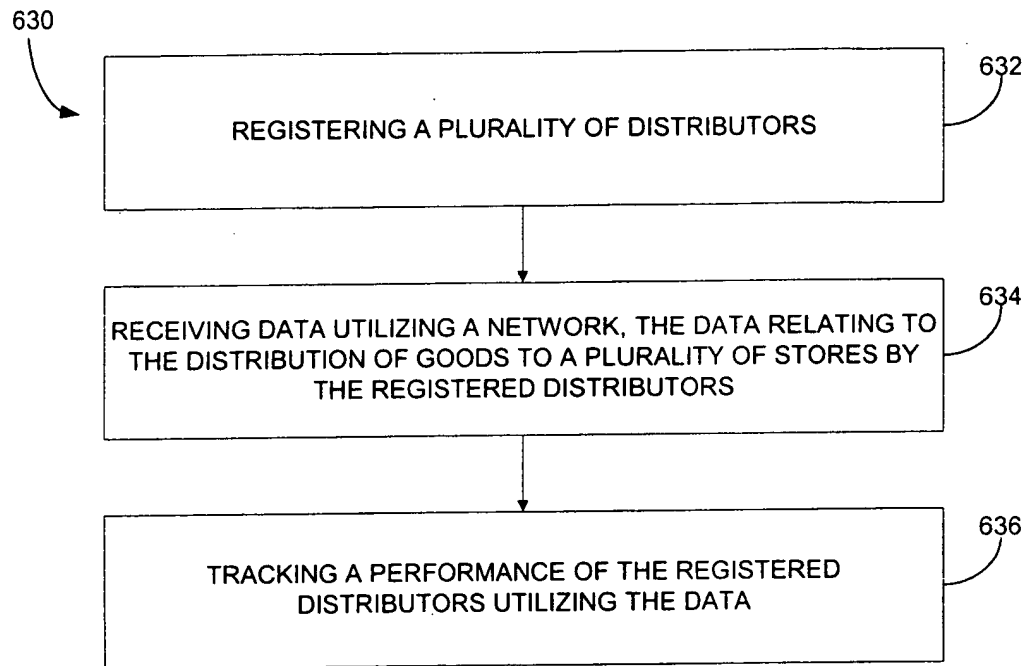 630
632
REGISTERING A PLURALITY OF DISTRIBUTORS
634
RECEIVING DATA UTILIZING A NETWORK, THE DATA RELATING TO
THE DISTRIBUTION OF GOODS TO A PLURALITY OF STORES BY
THE REGISTERED DISTRIBUTORS
636
TRACKING A PERFORMANCE OF THE REGISTERED
DISTRIBUTORS UTILIZING THE DATA